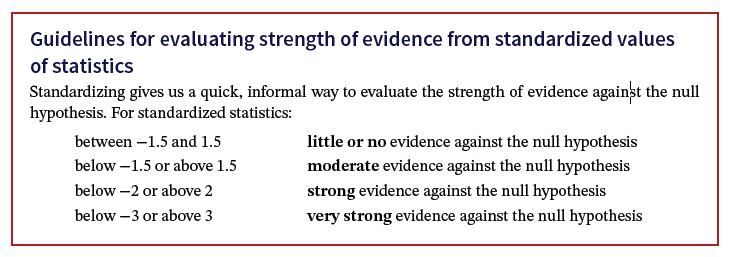 Guidelines for evaluating strength of evidence from standardized values
of statistics
Standardizing gives us a quick, informal way to evaluate the strength of evidence against the null
hypothesis. For standardized statistics:
between −1.5 and 1.5 little or no evidence against the null hypothesis
below −1.5 or above 1.5 moderate evidence against the null hypothesis
below −2 or above 2 strong evidence against the null hypothesis
below −3 or above 3 very strong evidence against the null hypothesis